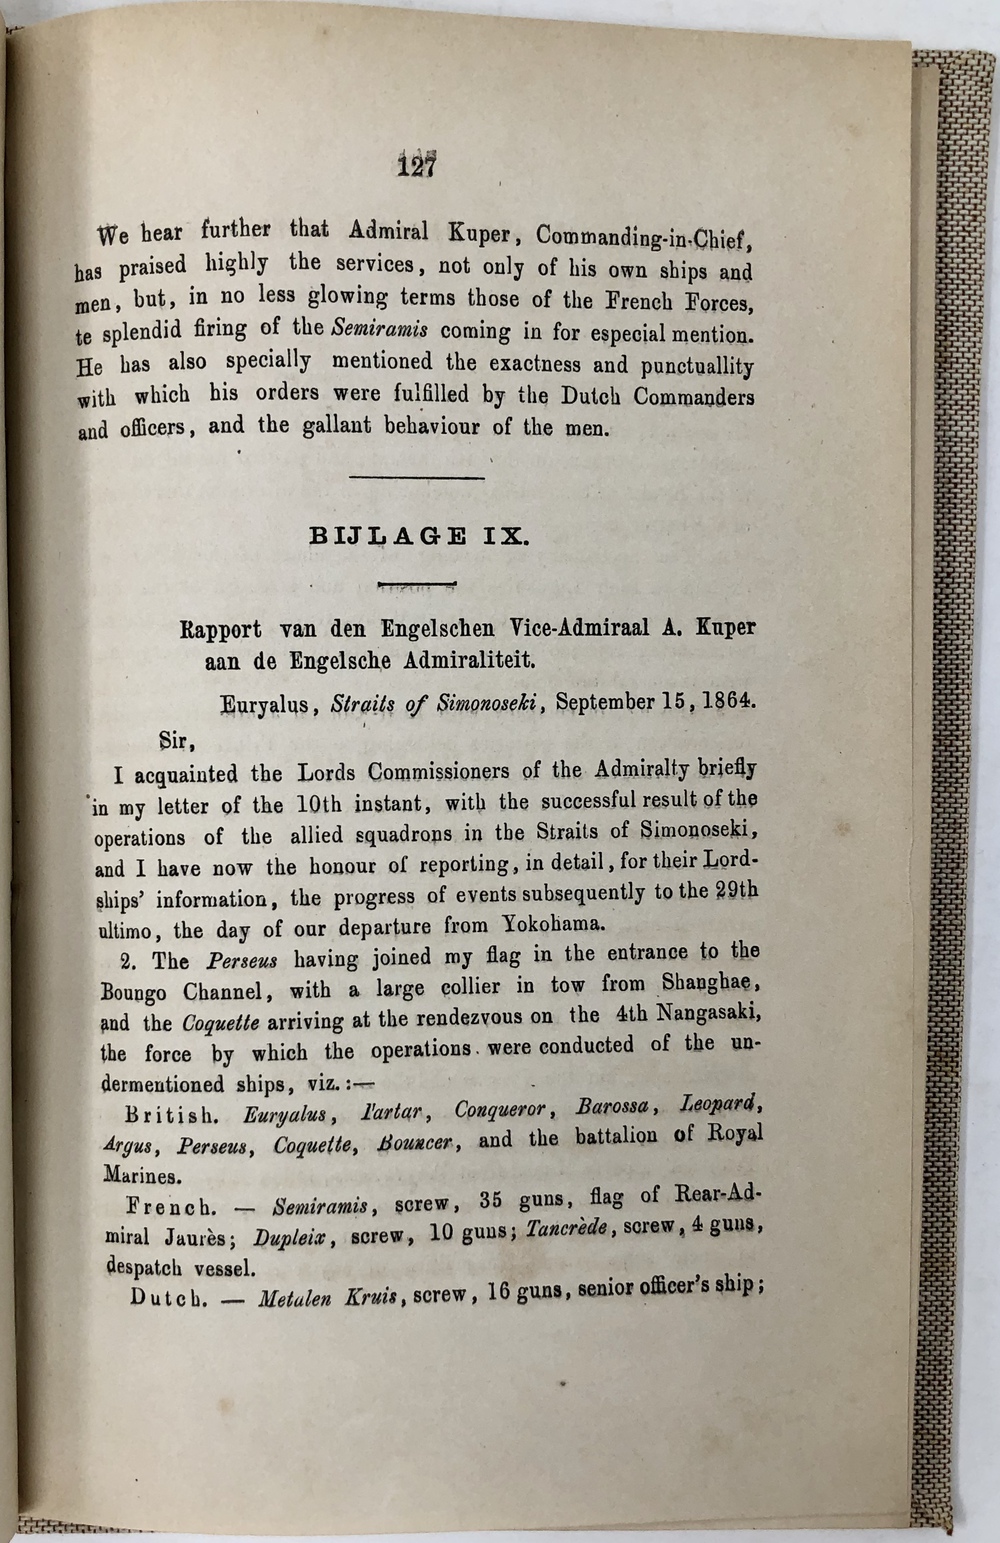 127
We hear further that Admiral Kuper, Commanding-in-Chief,
has praised highly the services, not only of his own ships and
men, but, in no less glowing terms those of the French Forces,
te splendid firing of the Semiramis coming in for especial mention.
He has also specially mentioned the exactness and punctuallity
with which his orders were fulfilled by the Dutch Commanders
and officers, and the gallant behaviour of the men.
BIJLAGE IX.
Rapport van den Engelschen Vice-Admiraal A. Kuper
aan de Engelsche Admiraliteit.
Euryalus, Straits of Simonoseki, September 15, 1864.
Sir,
I acquainted the Lords Commissioners of the Admiralty briefly
in my letter of the 10th instant, with the successful result of the
operations of the allied squadrons in the Straits of Simonoseki,
and I have now the honour of reporting, in detail, for their Lord-
ships' information, the progress of events subsequently to the 29th
ultimo, the day of our departure from Yokohama.
2. The Perseus having joined my flag in the entrance to the
Boungo Channel, with a large collier in tow from Shanghae,
and the Coquette arriving at the rendezvous on the 4th Nangasaki,
the force by which the operations were conducted of the un-
dermentioned ships, viz.:—
British. Euryalus, Tartar, Conqueror, Barossa, Leopard,
Argus, Perseus, Coquette, Bouncer, and the battalion of Royal
Marines.
French. — Semiramis, screw, 35 guns, flag of Rear-Ad-
miral Jaurès; Dupleix, screw, 10 guns; Tancrède, screw, 4 guns,
despatch vessel.
Dutch. — Metalen Kruis, screw, 16 guns, senior officer's ship;